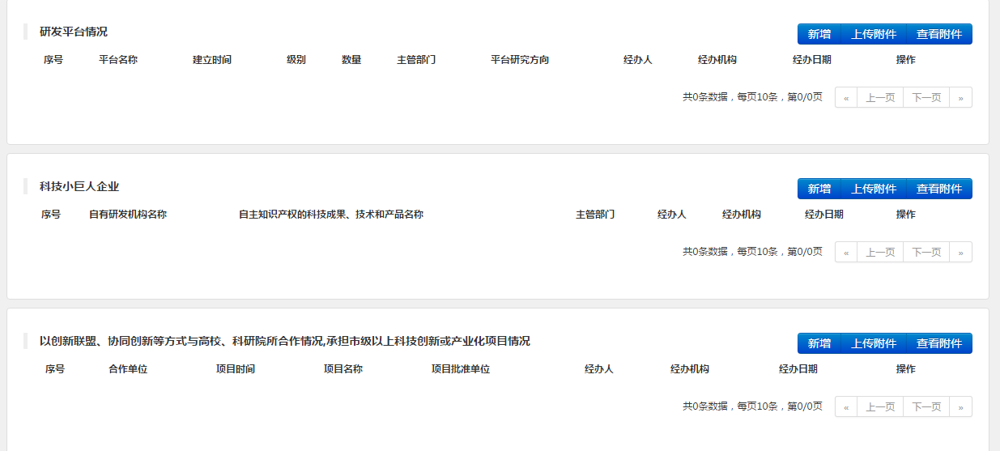 研发平台情况 新增 上传附件 查看附件
序号 平台名称 建立时间 级别 数量 主管部门 平台研究方向 经办人 经办机构 经办日期 操作
共0条数据，每页10条，第0/0页 « 上一页 下一页 »
科技小巨人企业 新增 上传附件 查看附件
序号 自有研发机构名称 自主知识产权的科技成果、技术和产品名称 主管部门 经办人 经办机构 经办日期 操作
共0条数据，每页10条，第0/0页 « 上一页 下一页 »
以创新联盟、协同创新等方式与高校、科研院所合作情况,承担市级以上科技创新或产业化项目情况 新增 上传附件 查看附件
序号 合作单位 项目时间 项目名称 项目批准单位 经办人 经办机构 经办日期 操作
共0条数据，每页10条，第0/0页 « 上一页 下一页 »